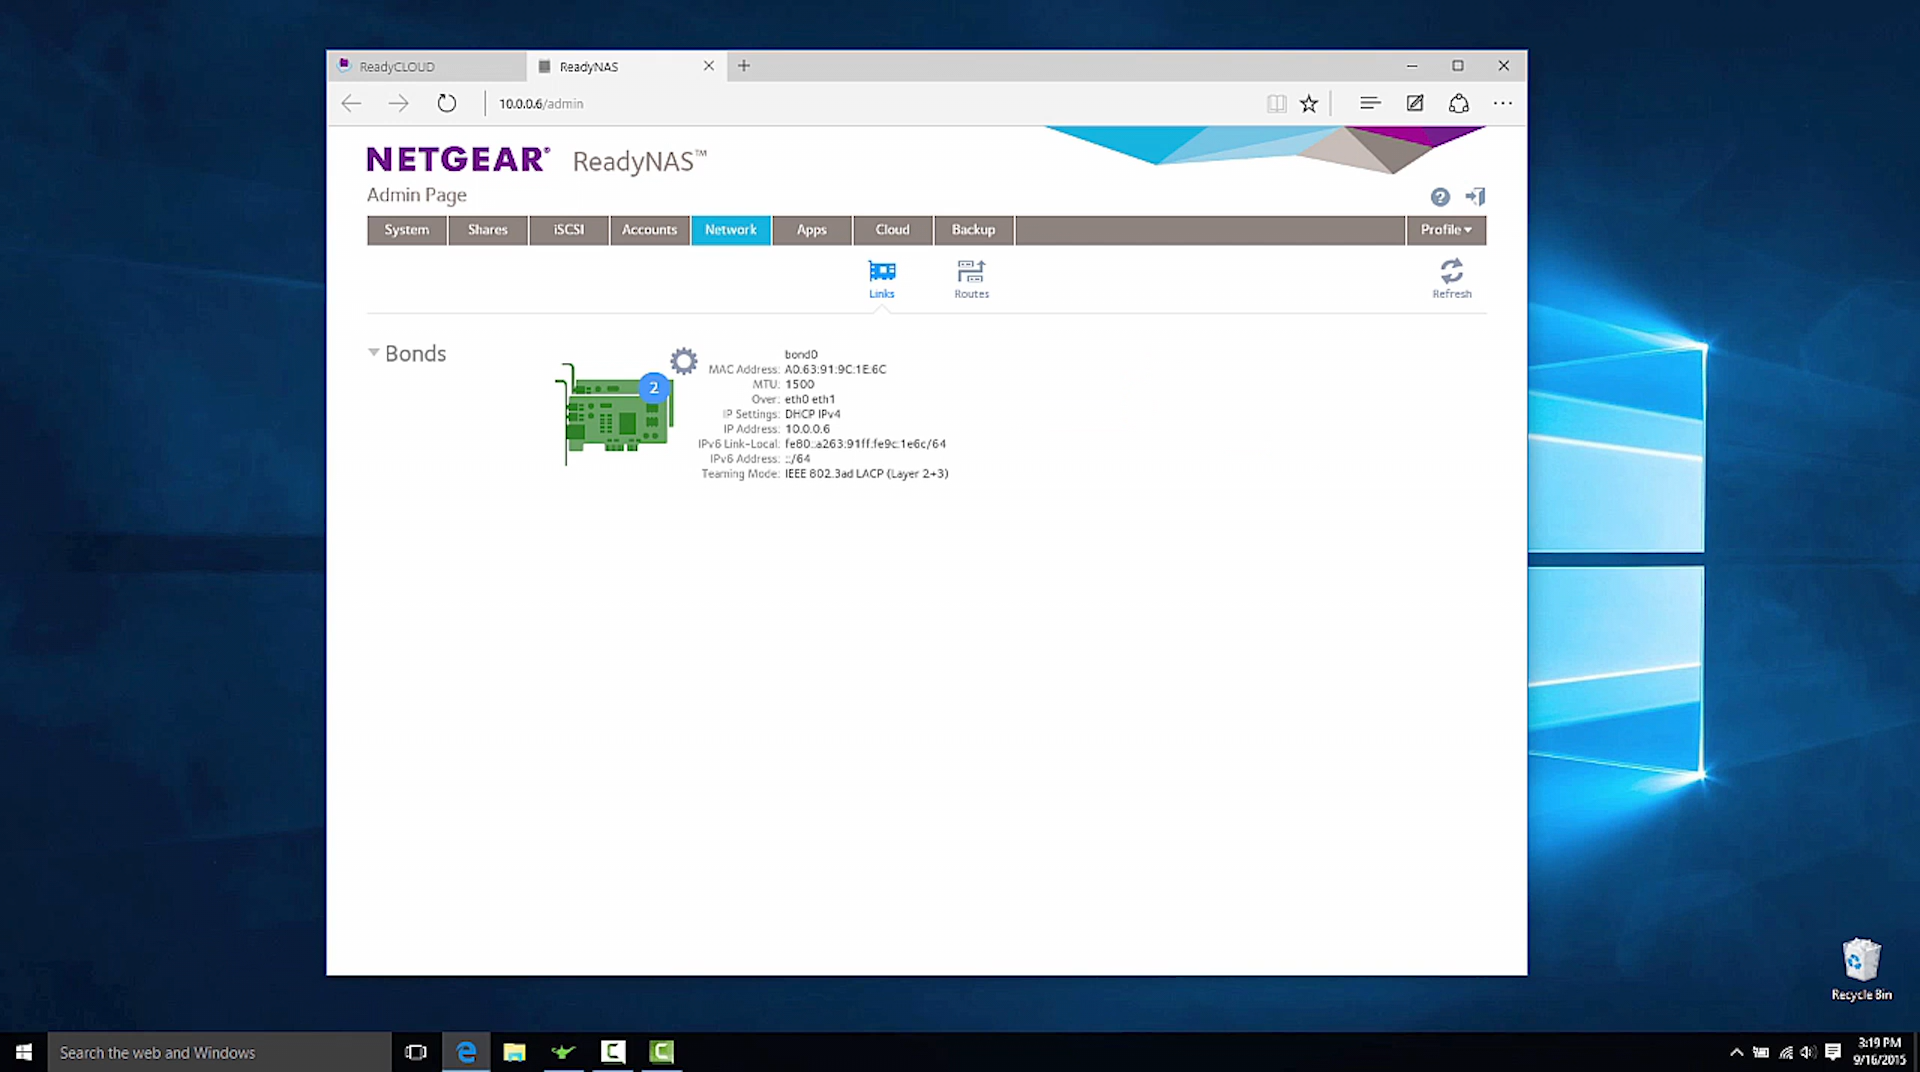 ReadyCLOUD
ReadyNAS
10.0.0.6/admin
NETGEAR® ReadyNAS™
Admin Page
System Shares iSCSI Accounts Network Apps Cloud Backup Profile
Links Routes Refresh
Bonds
2
bond0
MAC Address: A0:63:91:9C:1E:6C
MTU: 1500
Over: eth0 eth1
IP Settings: DHCP IPv4
IP Address: 10.0.0.6
IPv6 Link-Local: fe80::a263:91ff:fe9c:1e6c/64
IPv6 Address: ::/64
Teaming Mode: IEEE 802.3ad LACP (Layer 2+3)
Recycle Bin
Search the web and Windows
3:19 PM
9/16/2015